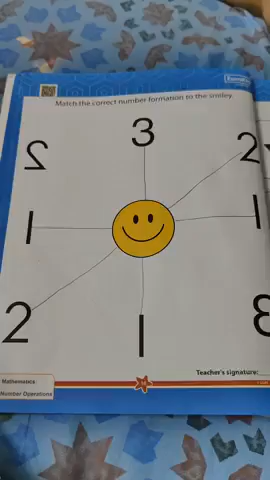 Match the correct number formation to the smiley.
3
2
2
1
1
2
1
3
Teacher's signature:
Mathematics
Number Operations